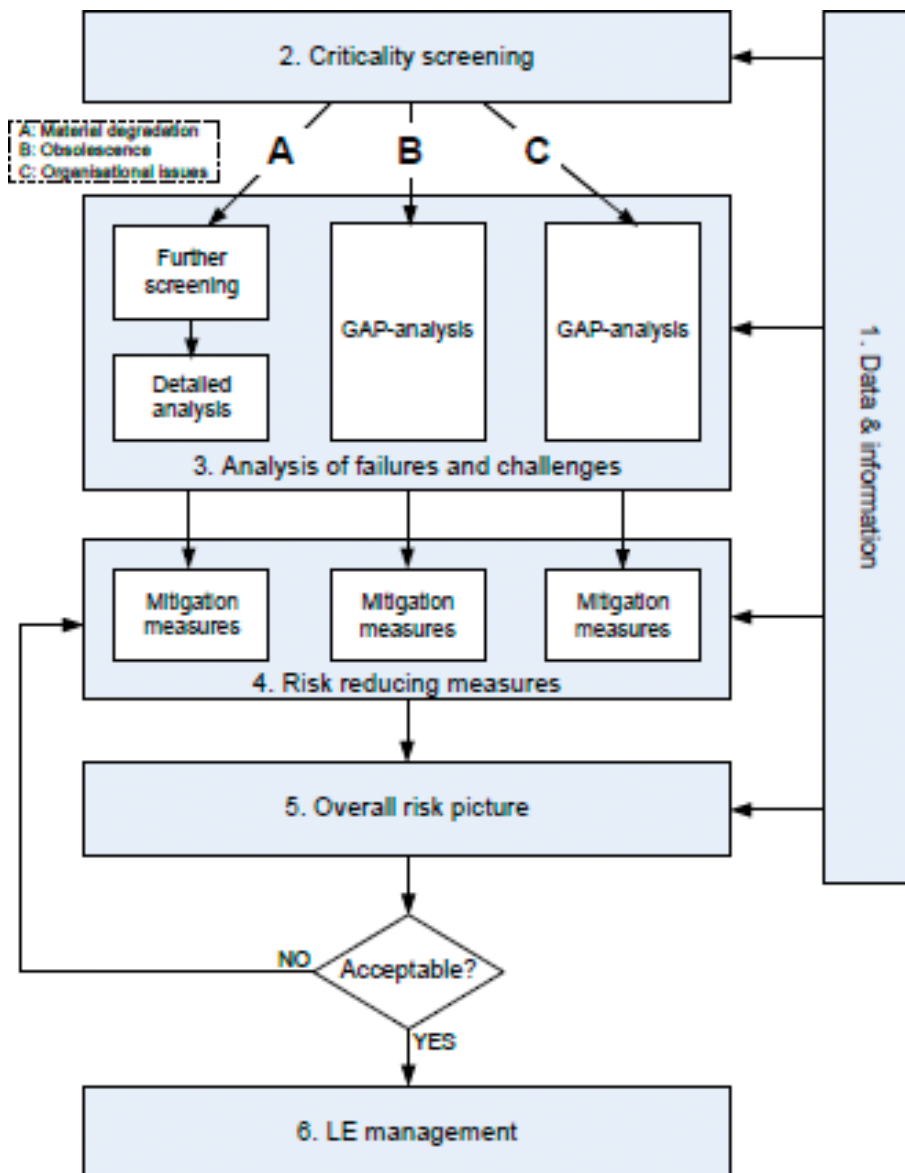 2. Criticality screening
A: Material degradation
B: Obsolescence
C: Organisational issues
A
B
C
Further
screening
GAP-analysis
GAP-analysis
Detailed
analysis
3. Analysis of failures and challenges
1. Data & information
Mitigation
measures
Mitigation
measures
Mitigation
measures
4. Risk reducing measures
5. Overall risk picture
Acceptable?
NO
YES
6. LE management